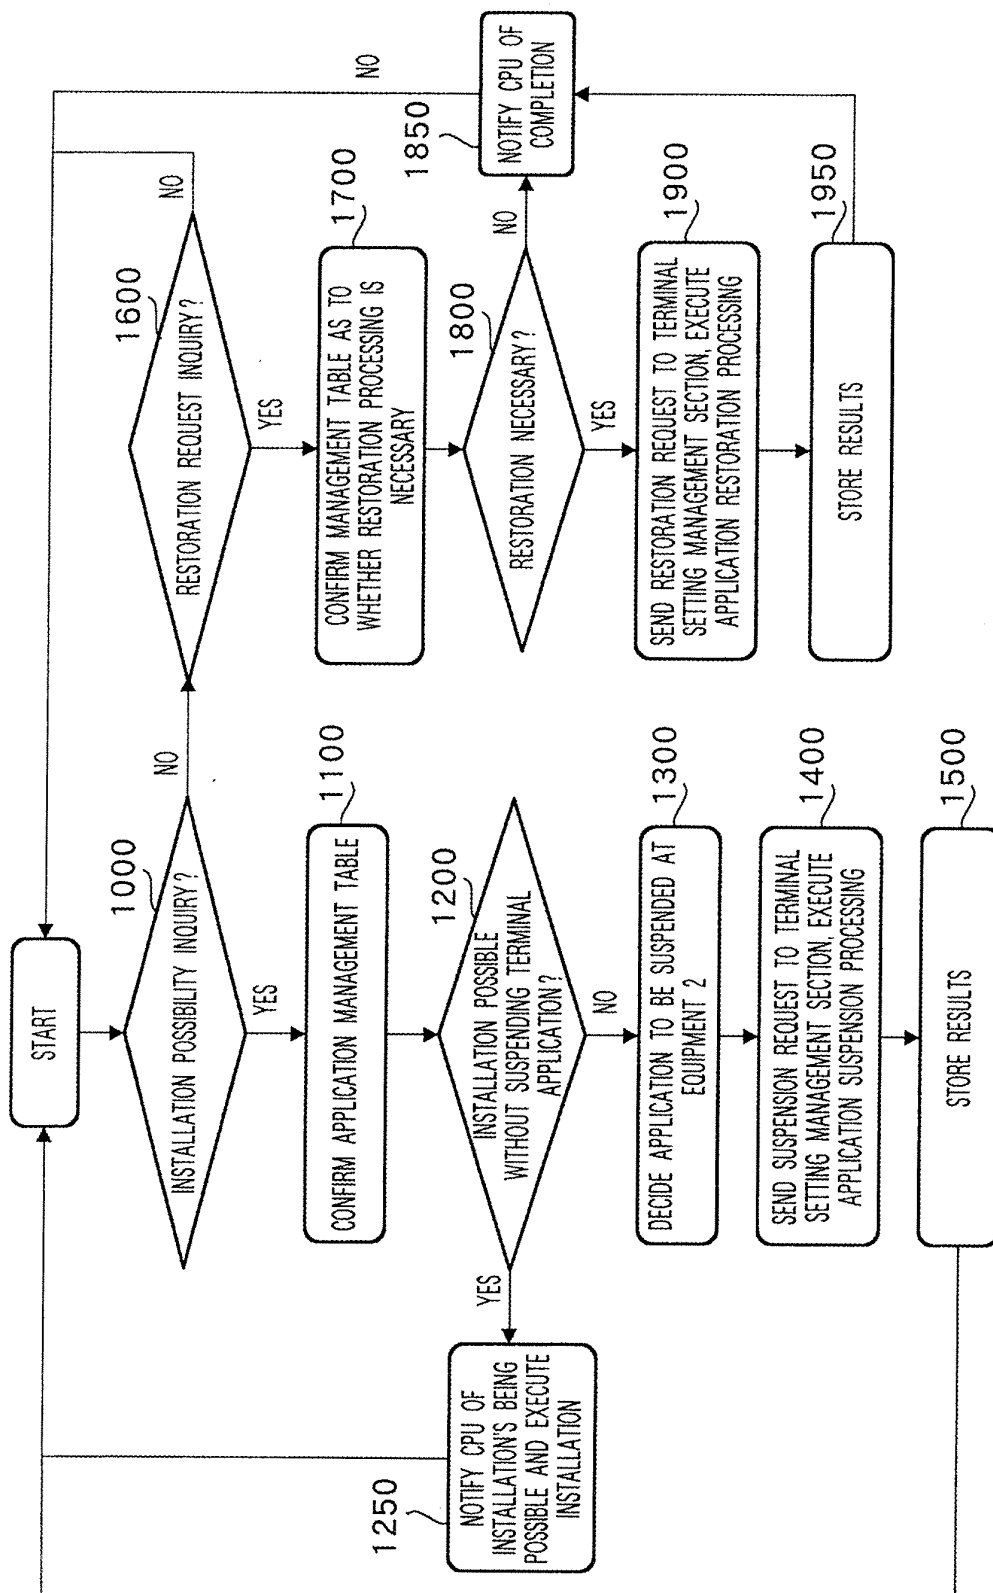 START
1000
INSTALLATION POSSIBILITY INQUIRY?
NO
YES
1100
CONFIRM APPLICATION MANAGEMENT TABLE
1200
INSTALLATION POSSIBLE
WITHOUT SUSPENDING TERMINAL
APPLICATION?
YES
NO
1250
NOTIFY CPU OF
INSTALLATION'S BEING
POSSIBLE AND EXECUTE
INSTALLATION
1300
DECIDE APPLICATION TO BE SUSPENDED AT
EQUIPMENT 2
1400
SEND SUSPENSION REQUEST TO TERMINAL
SETTING MANAGEMENT SECTION, EXECUTE
APPLICATION SUSPENSION PROCESSING
1500
STORE RESULTS
1600
RESTORATION REQUEST INQUIRY?
NO
YES
1700
CONFIRM MANAGEMENT TABLE AS TO
WHETHER RESTORATION PROCESSING IS
NECESSARY
1800
RESTORATION NECESSARY?
NO
YES
1850
NOTIFY CPU OF
COMPLETION
NO
1900
SEND RESTORATION REQUEST TO TERMINAL
SETTING MANAGEMENT SECTION, EXECUTE
APPLICATION RESTORATION PROCESSING
1950
STORE RESULTS